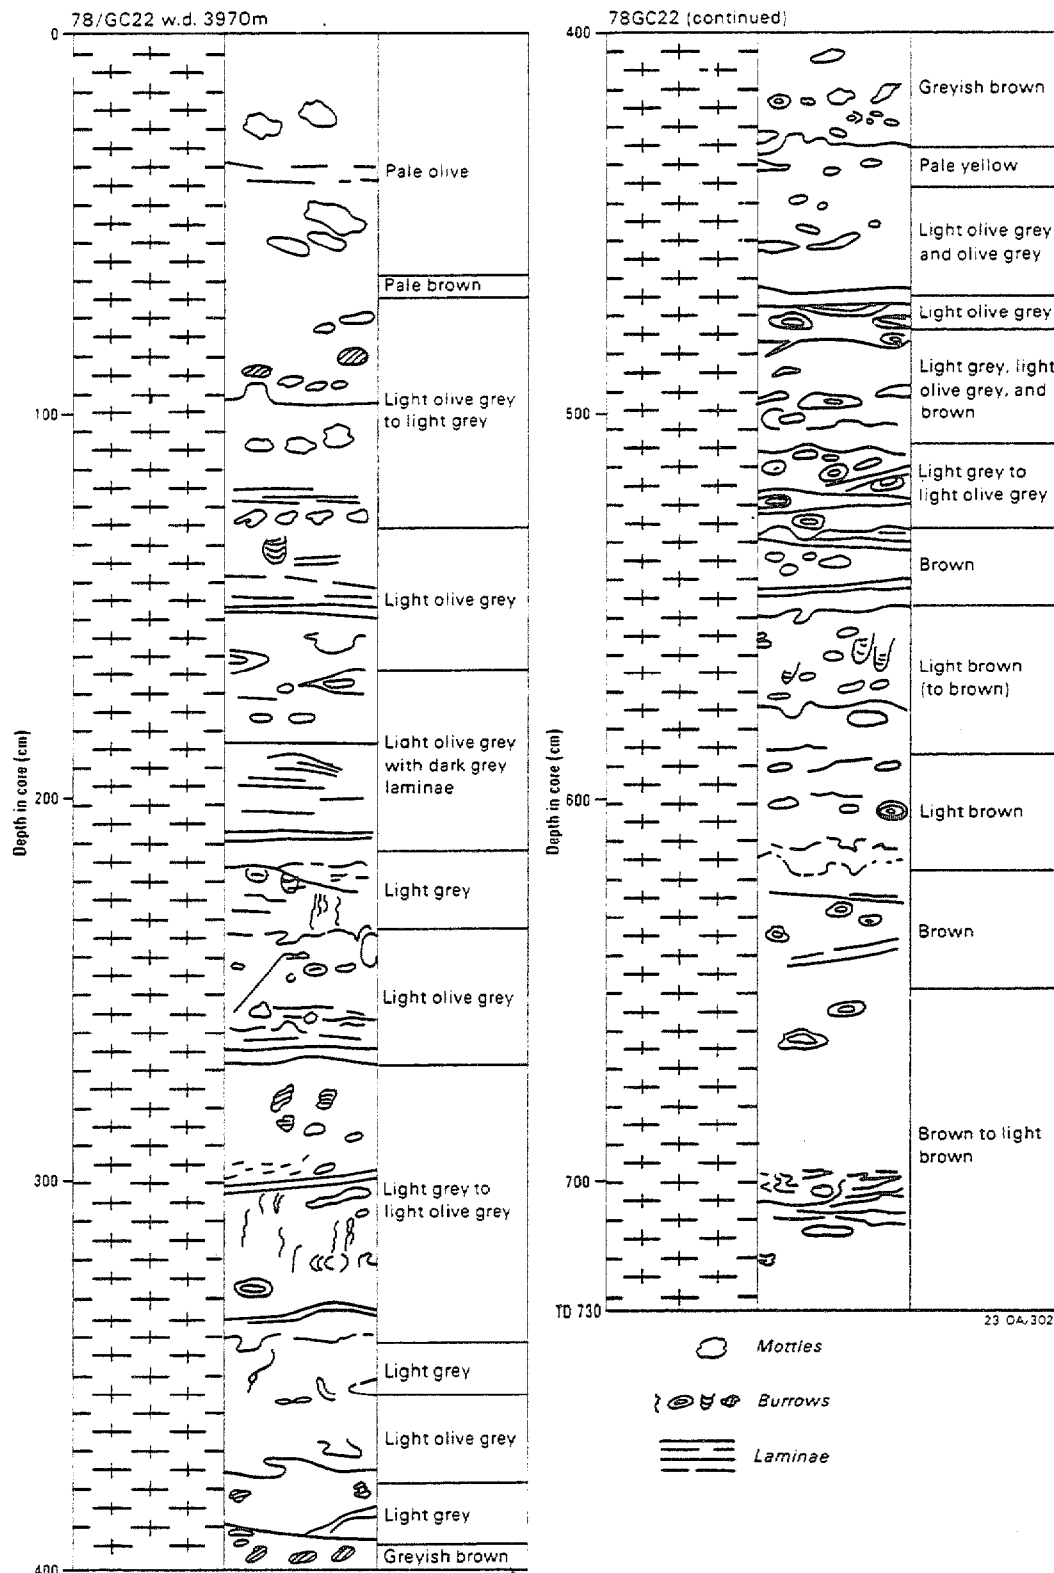 78/GC22 w.d. 3970m
0
Pale olive
Pale brown
100
Light olive grey
to light grey
Light olive grey
Light olive grey
with dark grey
laminae
Depth in core (cm)
200
Light grey
Light olive grey
300
Light grey to
light olive grey
Light grey
Light olive grey
Light grey
Greyish brown
400
78GC22 (continued)
400
Greyish brown
Pale yellow
Light olive grey
and olive grey
Light olive grey
Light grey, light
olive grey, and
brown
500
Light grey to
light olive grey
Brown
Light brown
(to brown)
Depth in core (cm)
600
Light brown
Brown
Brown to light
brown
700
TD 730
23 OA/302
Mottles
Burrows
Laminae